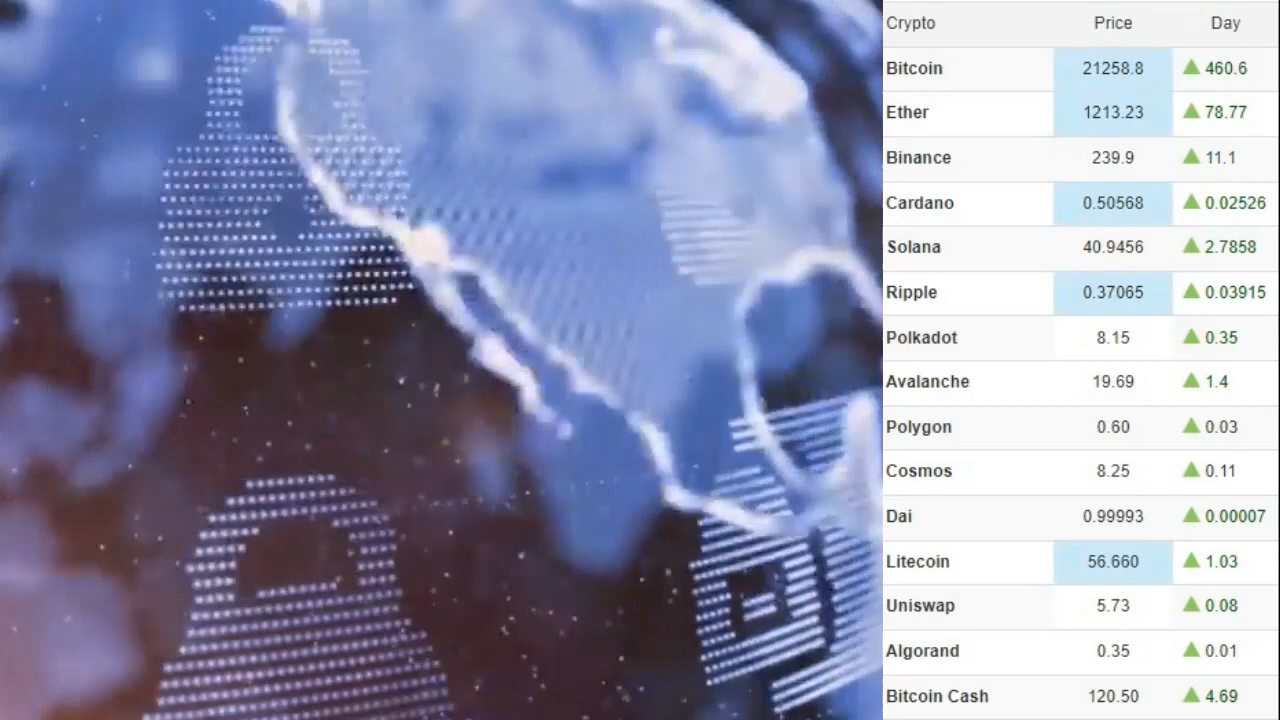 Crypto Price Day
Bitcoin 21258.8 460.6
Ether 1213.23 78.77
Binance 239.9 11.1
Cardano 0.50568 0.02526
Solana 40.9456 2.7858
Ripple 0.37065 0.03915
Polkadot 8.15 0.35
Avalanche 19.69 1.4
Polygon 0.60 0.03
Cosmos 8.25 0.11
Dai 0.99993 0.00007
Litecoin 56.660 1.03
Uniswap 5.73 0.08
Algorand 0.35 0.01
Bitcoin Cash 120.50 4.69